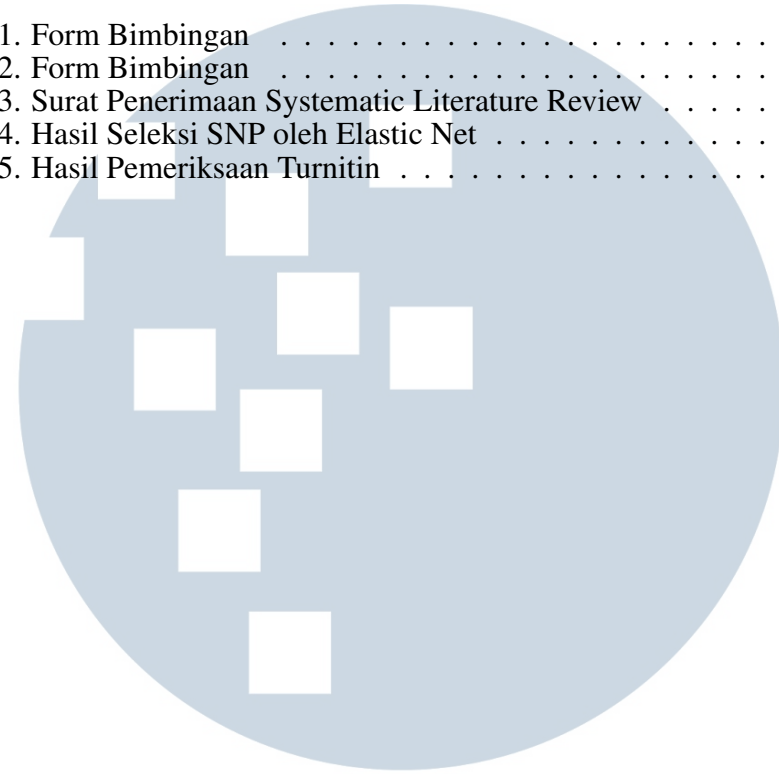 1. Form Bimbingan . . . . . . . . . . . . . . . . . . . . .
2. Form Bimbingan . . . . . . . . . . . . . . . . . . . . .
3. Surat Penerimaan Systematic Literature Review . . . . .
4. Hasil Seleksi SNP oleh Elastic Net . . . . . . . . . . . .
5. Hasil Pemeriksaan Turnitin . . . . . . . . . . . . . . . .